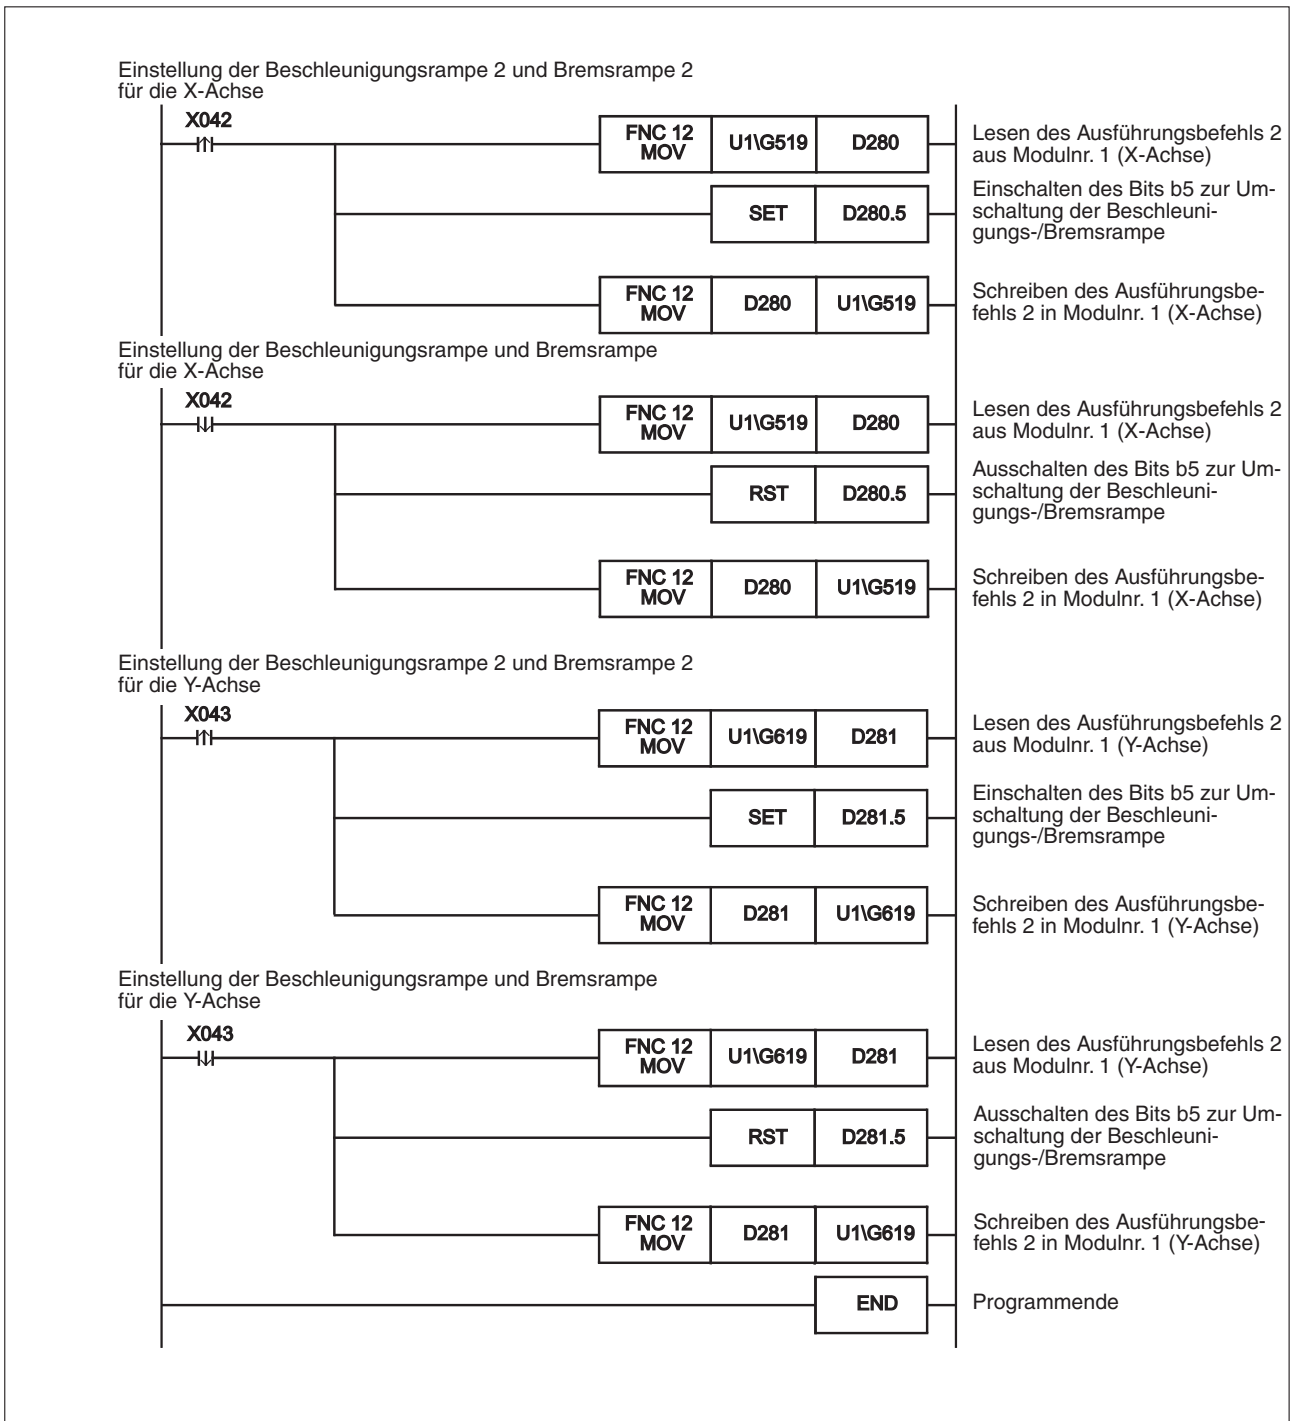 Einstellung der Beschleunigungsrampe 2 und Bremsrampe 2
für die X-Achse
X042
FNC 12
MOV
U1\G519
D280
Lesen des Ausführungsbefehls 2
aus Modulnr. 1 (X-Achse)
SET
D280.5
Einschalten des Bits b5 zur Um-
schaltung der Beschleuni-
gungs-/Bremsrampe
FNC 12
MOV
D280
U1\G519
Schreiben des Ausführungsbe-
fehls 2 in Modulnr. 1 (X-Achse)
Einstellung der Beschleunigungsrampe und Bremsrampe
für die X-Achse
X042
FNC 12
MOV
U1\G519
D280
Lesen des Ausführungsbefehls 2
aus Modulnr. 1 (X-Achse)
RST
D280.5
Ausschalten des Bits b5 zur Um-
schaltung der Beschleuni-
gungs-/Bremsrampe
FNC 12
MOV
D280
U1\G519
Schreiben des Ausführungsbe-
fehls 2 in Modulnr. 1 (X-Achse)
Einstellung der Beschleunigungsrampe 2 und Bremsrampe 2
für die Y-Achse
X043
FNC 12
MOV
U1\G619
D281
Lesen des Ausführungsbefehls 2
aus Modulnr. 1 (Y-Achse)
SET
D281.5
Einschalten des Bits b5 zur Um-
schaltung der Beschleuni-
gungs-/Bremsrampe
FNC 12
MOV
D281
U1\G619
Schreiben des Ausführungsbe-
fehls 2 in Modulnr. 1 (Y-Achse)
Einstellung der Beschleunigungsrampe und Bremsrampe
für die Y-Achse
X043
FNC 12
MOV
U1\G619
D281
Lesen des Ausführungsbefehls 2
aus Modulnr. 1 (Y-Achse)
RST
D281.5
Ausschalten des Bits b5 zur Um-
schaltung der Beschleuni-
gungs-/Bremsrampe
FNC 12
MOV
D281
U1\G619
Schreiben des Ausführungsbe-
fehls 2 in Modulnr. 1 (Y-Achse)
END
Programmende